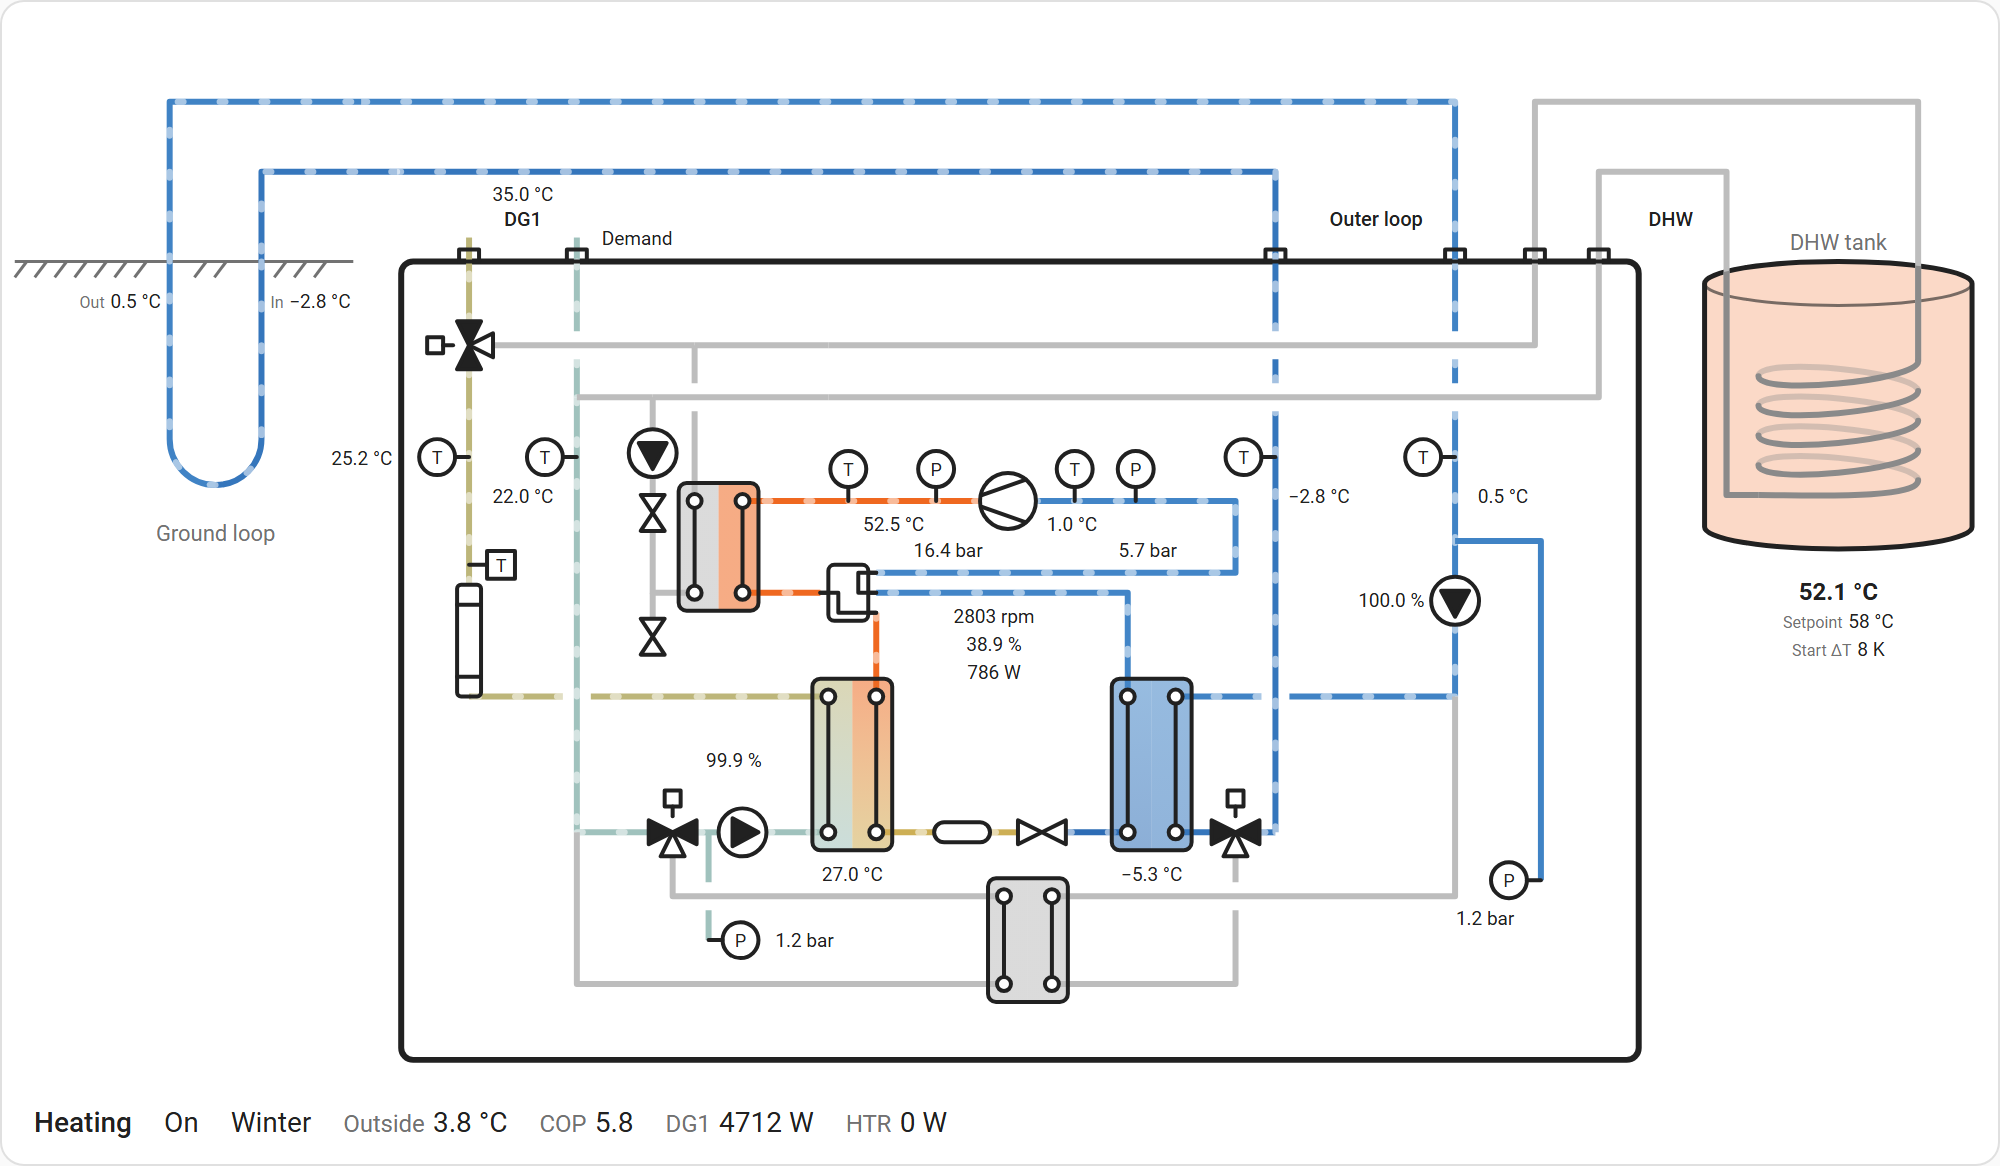 35.0 °C
DG1
Demand
Outer loop
DHW
DHW tank
Out 0.5 °C
In −2.8 °C
25.2 °C
T
T
22.0 °C
T
P
T
P
T
−2.8 °C
T
0.5 °C
52.5 °C
1.0 °C
16.4 bar
5.7 bar
Ground loop
T
2803 rpm
38.9 %
786 W
100.0 %
52.1 °C
Setpoint 58 °C
Start ΔT 8 K
99.9 %
27.0 °C
−5.3 °C
P
1.2 bar
P
1.2 bar
Heating On Winter Outside 3.8 °C COP 5.8 DG1 4712 W HTR 0 W